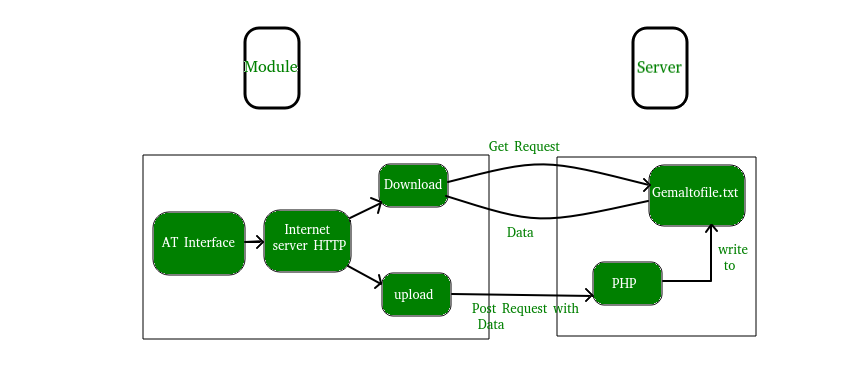 Module
Server
Get Request
Download
Gemaltofile.txt
AT Interface
Internet
server HTTP
Data
write
to
upload
PHP
Post Request with
Data